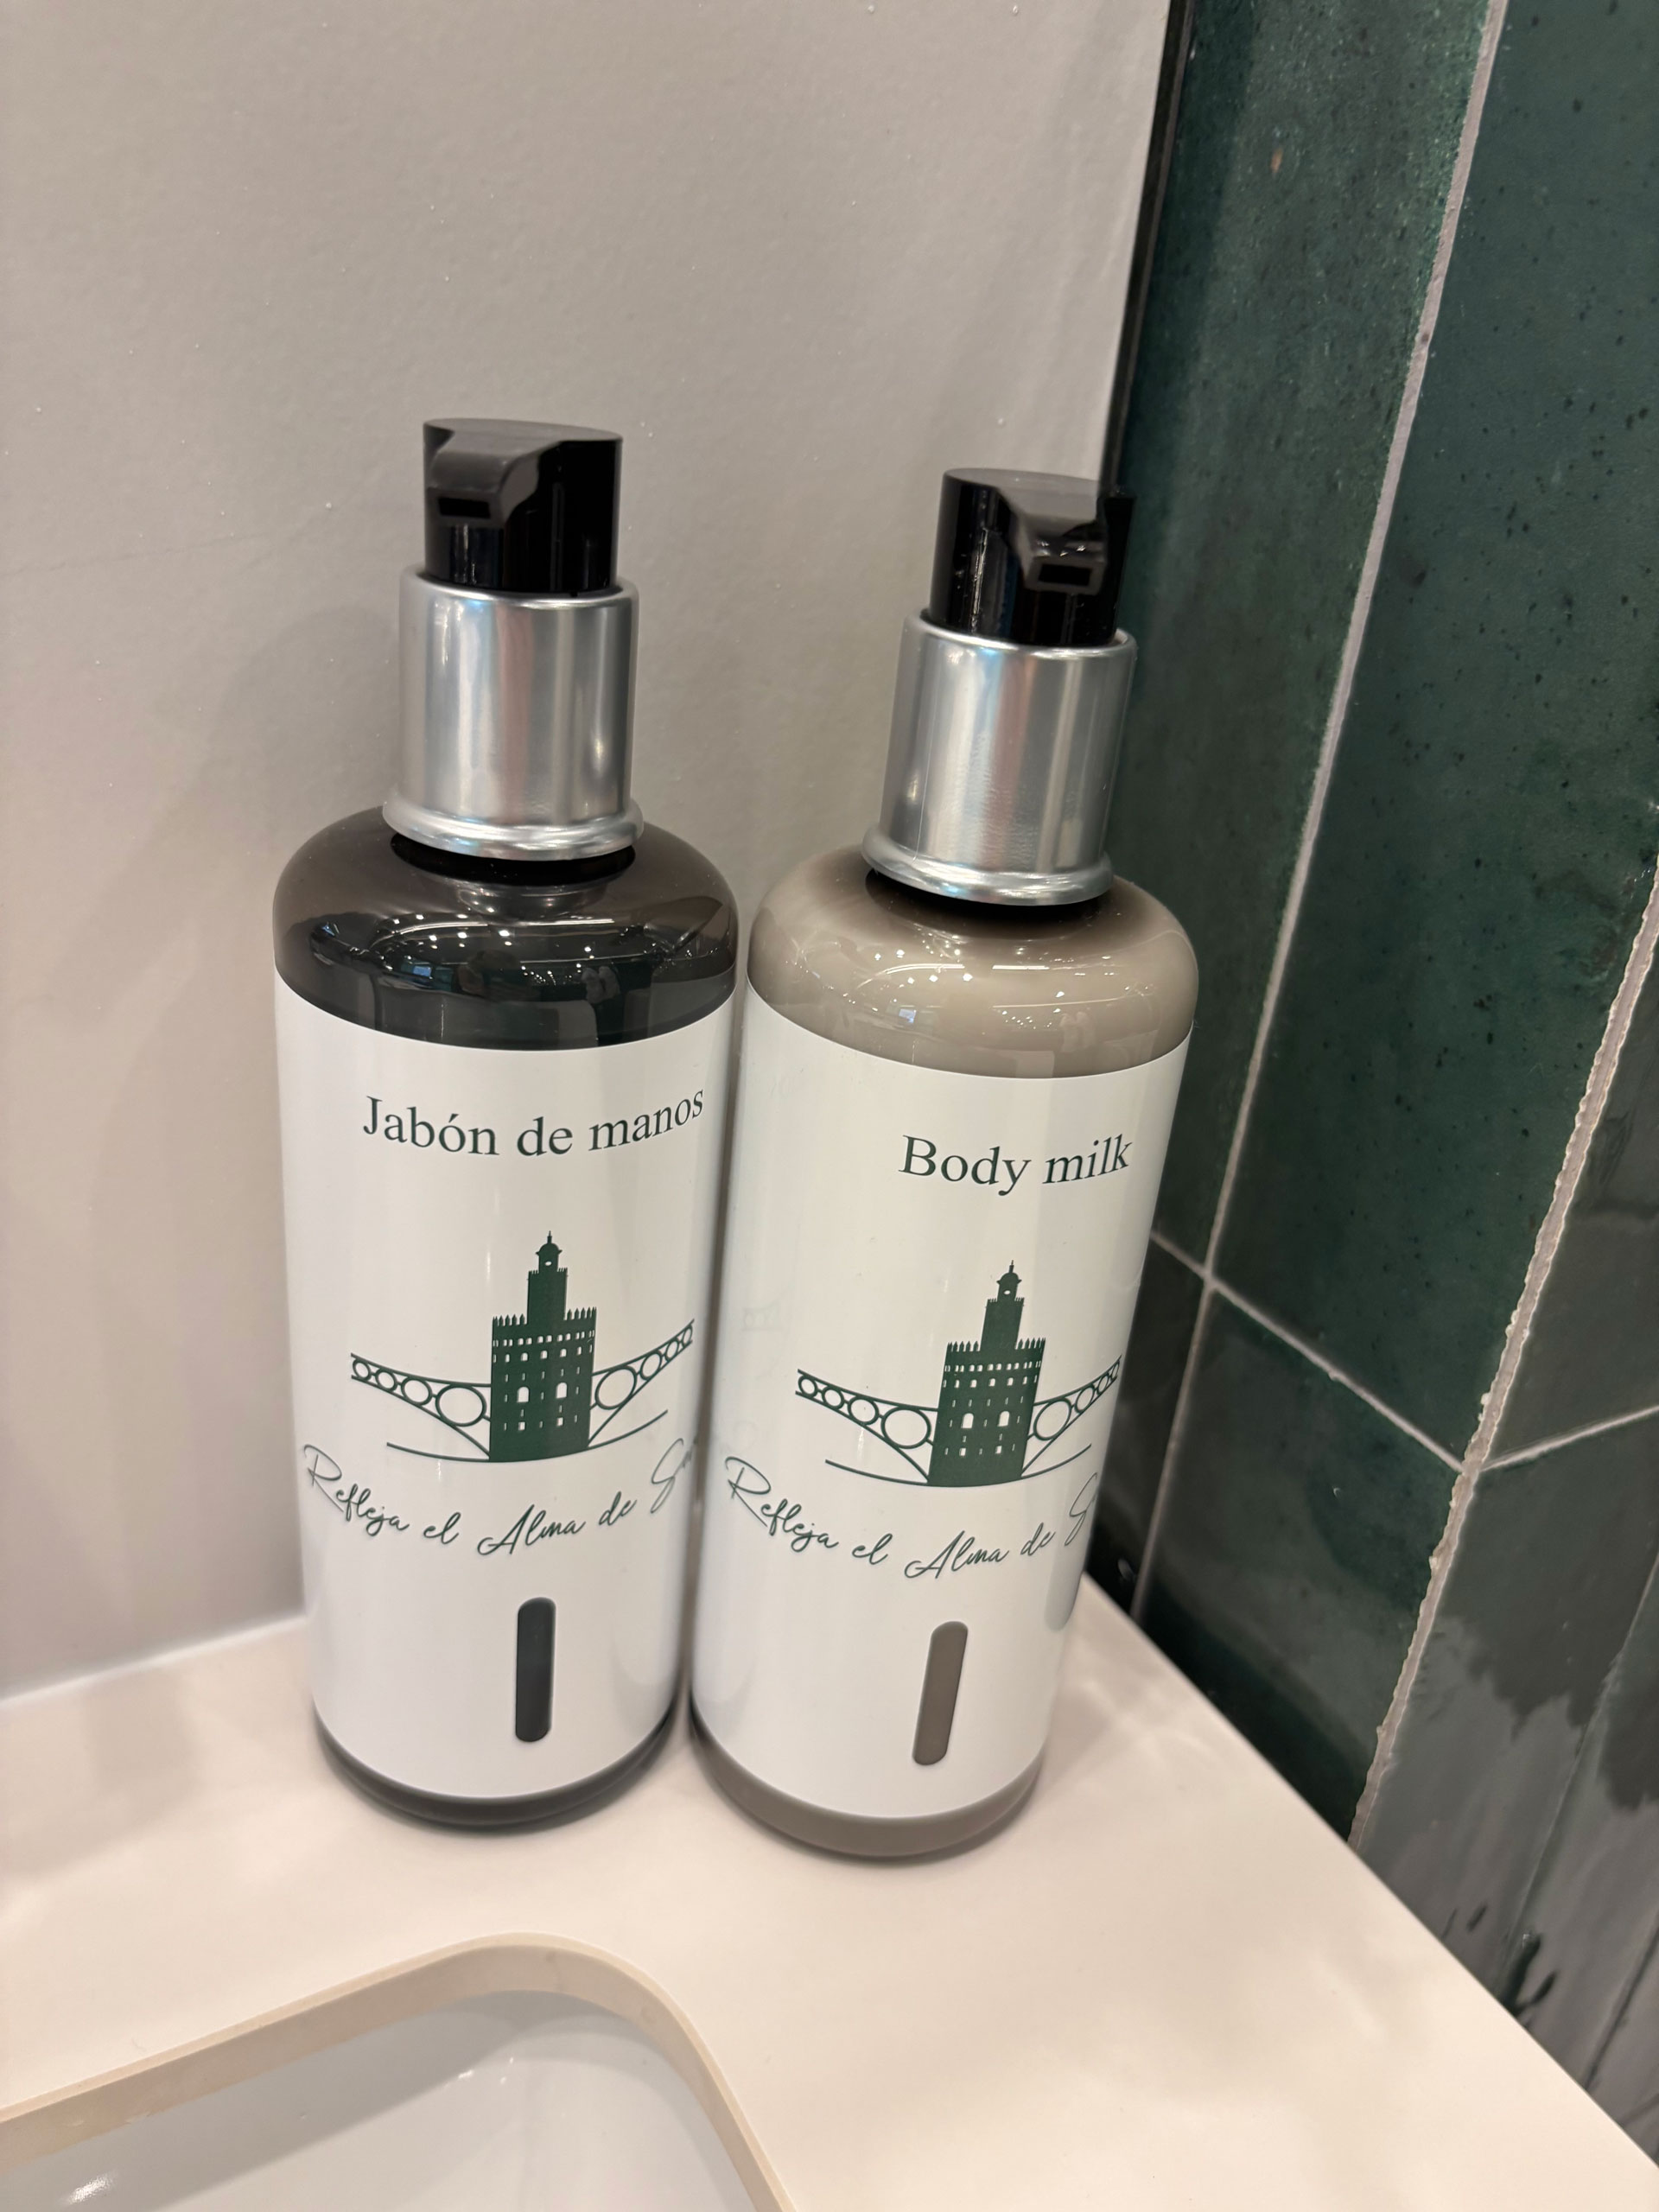 Jabón de manos
Refleja el Alma de
Body milk
Refleja el Alma de